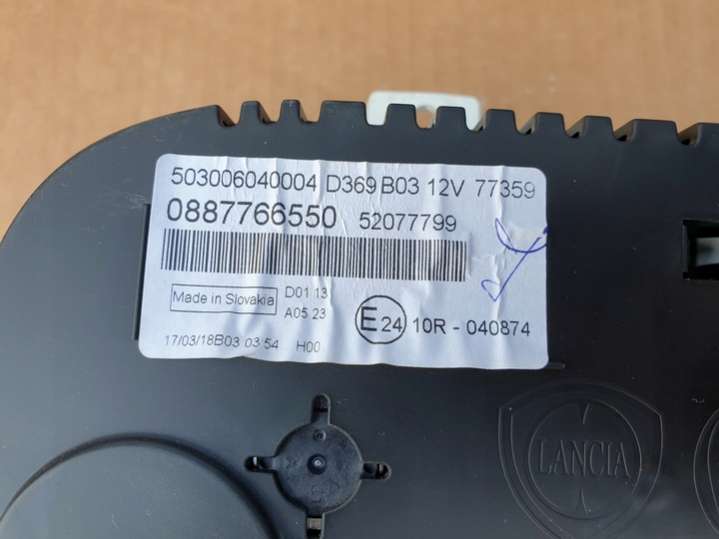 503006040004 D369 B03 12V 77359
0887766550 52077799
Made in Slovakia D01 13
A05 23
E24 10R - 040874
17/03/18B03 03 54 H00
LANCIA